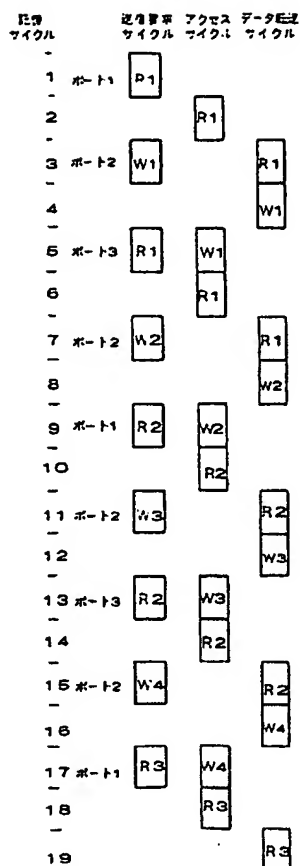 記憶 送信要求 アクセス データ転送
サイクル サイクル サイクル サイクル
1 ポート1 R1
2 R1
3 ポート2 W1 R1
4 W1
5 ポート3 R1 W1
6 R1
7 ポート2 W2 R1
8 W2
9 ポート1 R2 W2
10 R2
11 ポート2 W3 R2
12 W3
13 ポート3 R2 W3
14 R2
15 ポート2 W4 R2
16 W4
17 ポート1 R3 W4
18 R3
19 R3